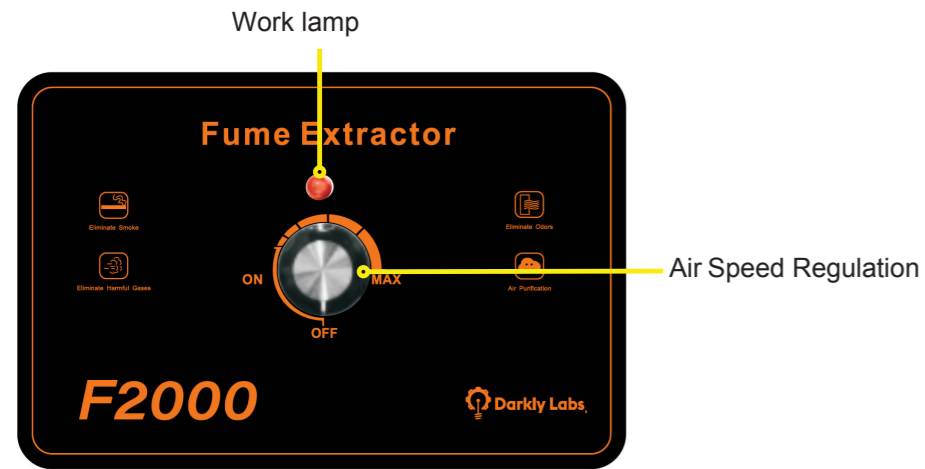 Work lamp
Fume Extractor
Eliminate Smoke
Eliminate Odors
Eliminate Harmful Gases
Air Purification
ON
MAX
OFF
Air Speed Regulation
F2000
Darkly Labs